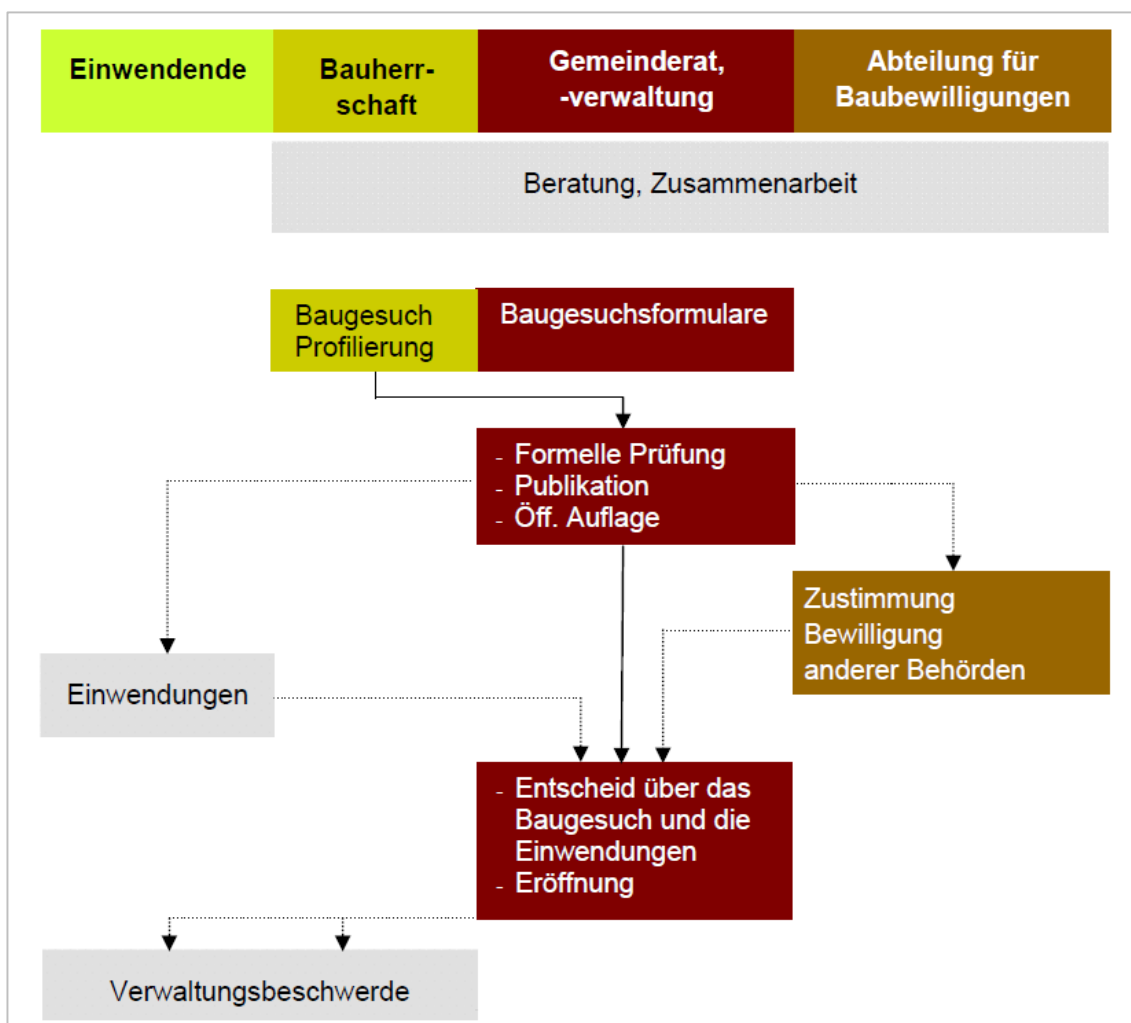 Einwendende
Bauherr-
schaft
Gemeinderat,
-verwaltung
Abteilung für
Baubewilligungen
Beratung, Zusammenarbeit
Baugesuch
Profilierung
Baugesuchsformulare
- Formelle Prüfung
- Publikation
- Öff. Auflage
Zustimmung
Bewilligung
anderer Behörden
Einwendungen
- Entscheid über das
Baugesuch und die
Einwendungen
- Eröffnung
Verwaltungsbeschwerde